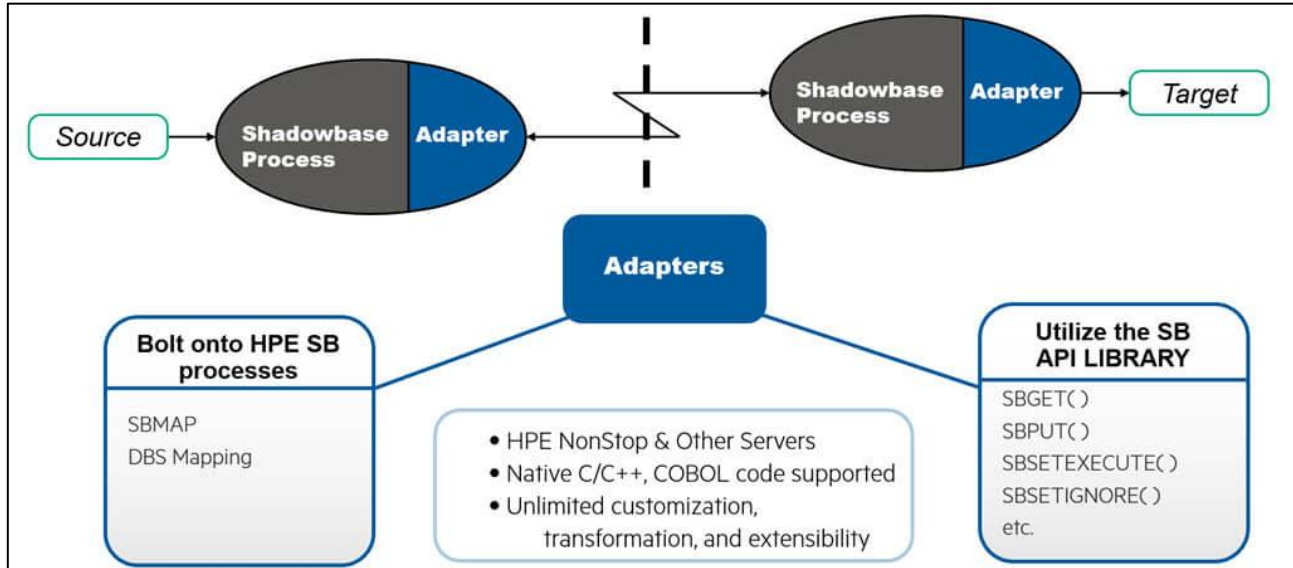 Source
Shadowbase
Process
Adapter
Shadowbase
Process
Adapter
Target
Adapters
Bolt onto HPE SB
processes
SBMAP
DBS Mapping
• HPE NonStop & Other Servers
• Native C/C++, COBOL code supported
• Unlimited customization,
transformation, and extensibility
Utilize the SB
API LIBRARY
SBGET( )
SBPUT( )
SBSETEXECUTE( )
SBSETIGNORE( )
etc.